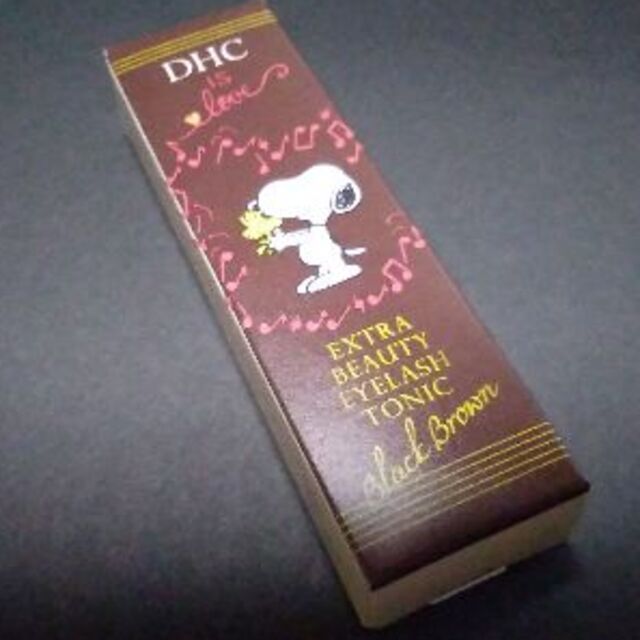 DHC
is
love
EXTRA
BEAUTY
EYELASH
TONIC
Black Brown